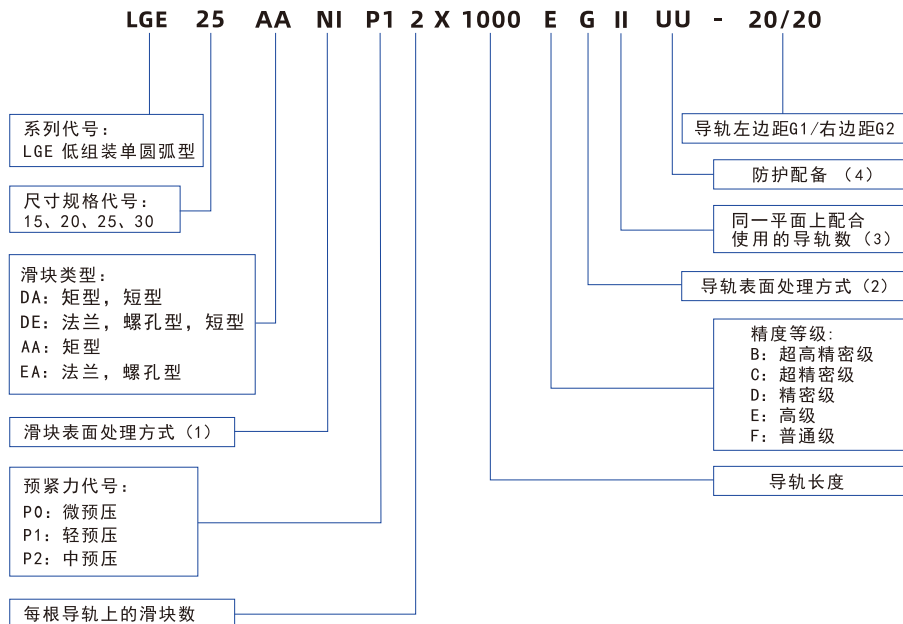 LGE 25 AA NI P1 2 X 1000 E G II UU - 20/20
系列代号：
LGE 低组装单圆弧型
尺寸规格代号：
15、20、25、30
滑块类型：
DA：矩型，短型
DE：法兰，螺孔型，短型
AA：矩型
EA：法兰，螺孔型
滑块表面处理方式（1）
预紧力代号：
P0：微预压
P1：轻预压
P2：中预压
每根导轨上的滑块数
导轨左边距G1/右边距G2
防护配备 （4）
同一平面上配合
使用的导轨数（3）
导轨表面处理方式（2）
精度等级：
B：超高精密级
C：超精密级
D：精密级
E：高级
F：普通级
导轨长度